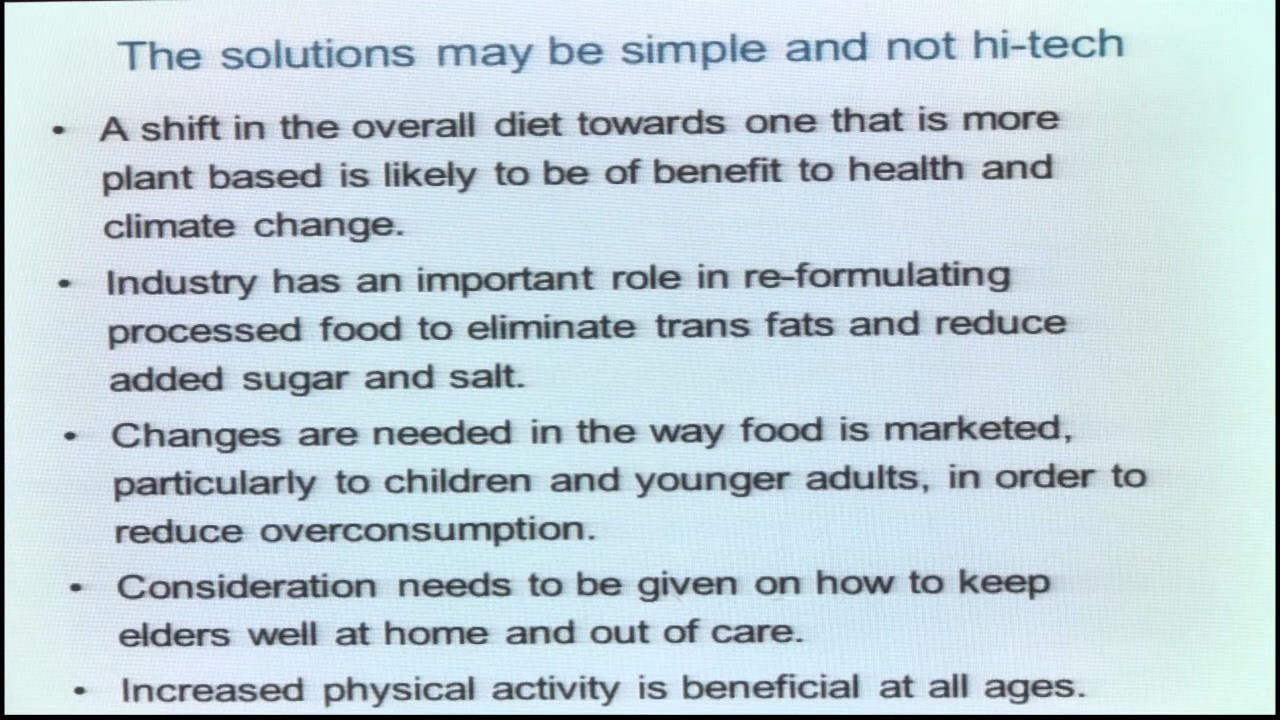 The solutions may be simple and not hi-tech
• A shift in the overall diet towards one that is more
plant based is likely to be of benefit to health and
climate change.
• Industry has an important role in re-formulating
processed food to eliminate trans fats and reduce
added sugar and salt.
• Changes are needed in the way food is marketed,
particularly to children and younger adults, in order to
reduce overconsumption.
• Consideration needs to be given on how to keep
elders well at home and out of care.
• Increased physical activity is beneficial at all ages.